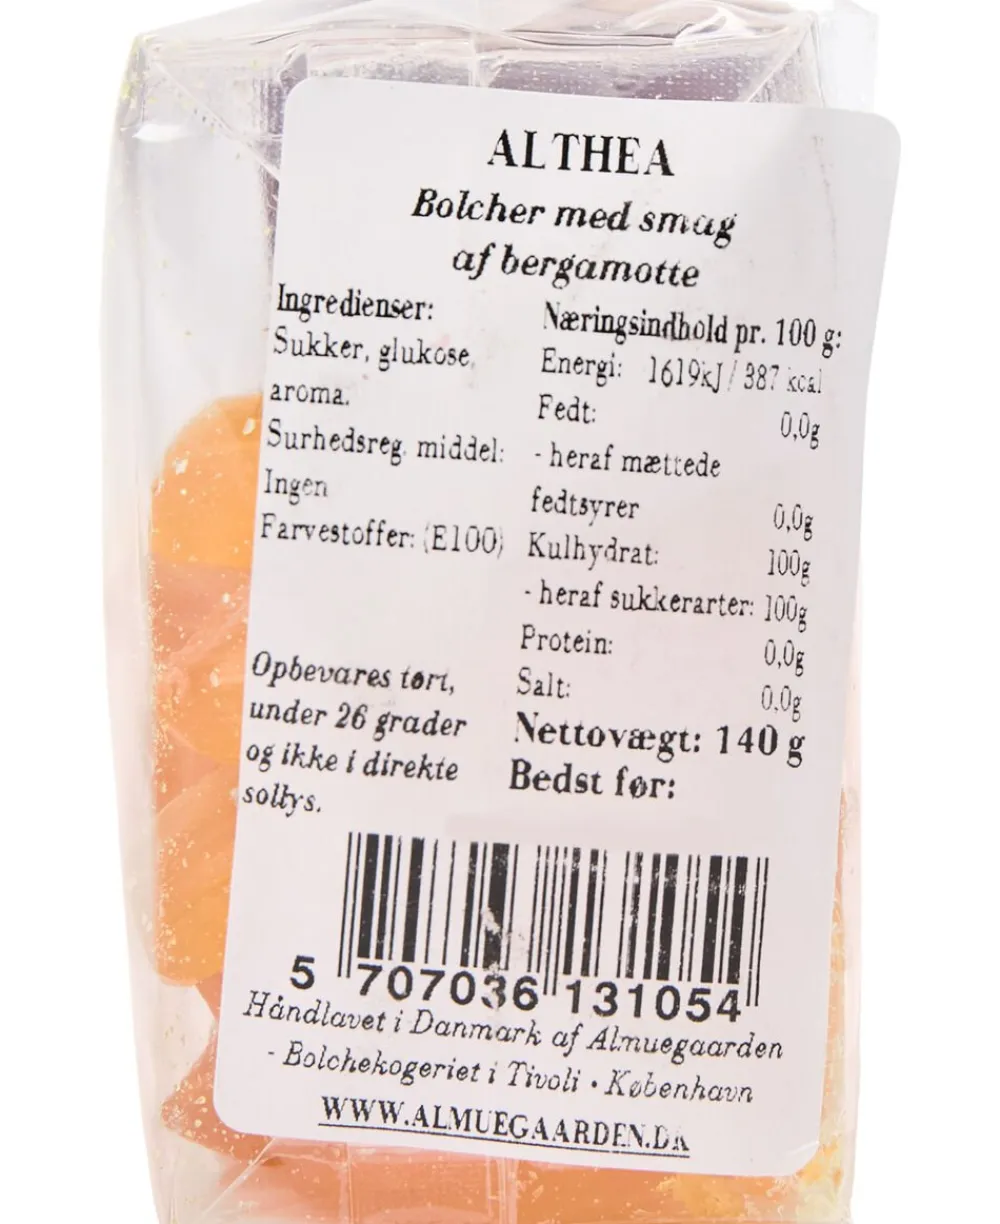 ALTHEA
Bolcher med smag
af bergamotte
Ingredienser:
Sukker, glukose,
aroma.
Surhedsreg. middel:
Ingen
Farvestoffer: (E100)
Opbevares tørt,
under 26 grader
og ikke i direkte
sollys.
Næringsindhold pr. 100 g:
Energi: 1619kJ / 387 kcal
Fedt: 0,0g
- heraf mættede
fedtsyrer 0,0g
Kulhydrat: 100g
- heraf sukkerarter: 100g
Protein: 0,0g
Salt: 0,0g
Nettovægt: 140 g
Bedst før:
5 707036 131054
Håndlavet i Danmark af Almuegaarden
- Bolchekogeriet i Tivoli • København
WWW.ALMUEGAARDEN.DK